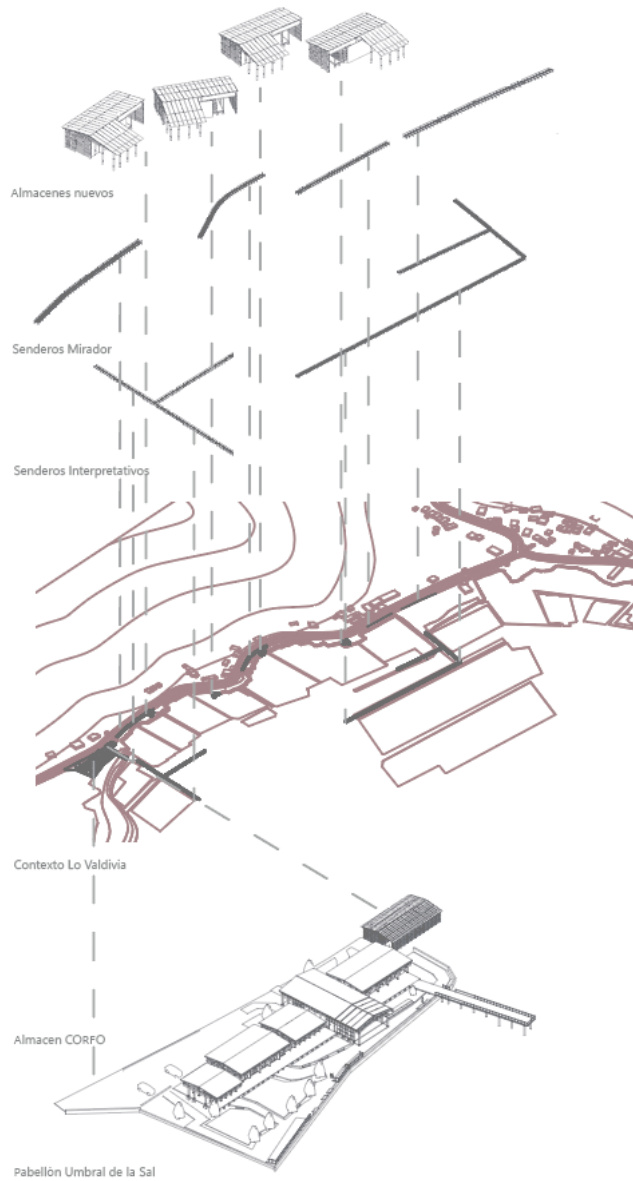 Almacenes nuevos
Senderos Mirador
Senderos Interpretativos
Contexto Lo Valdivia
Almacen CORFO
Pabellón Umbral de la Sal